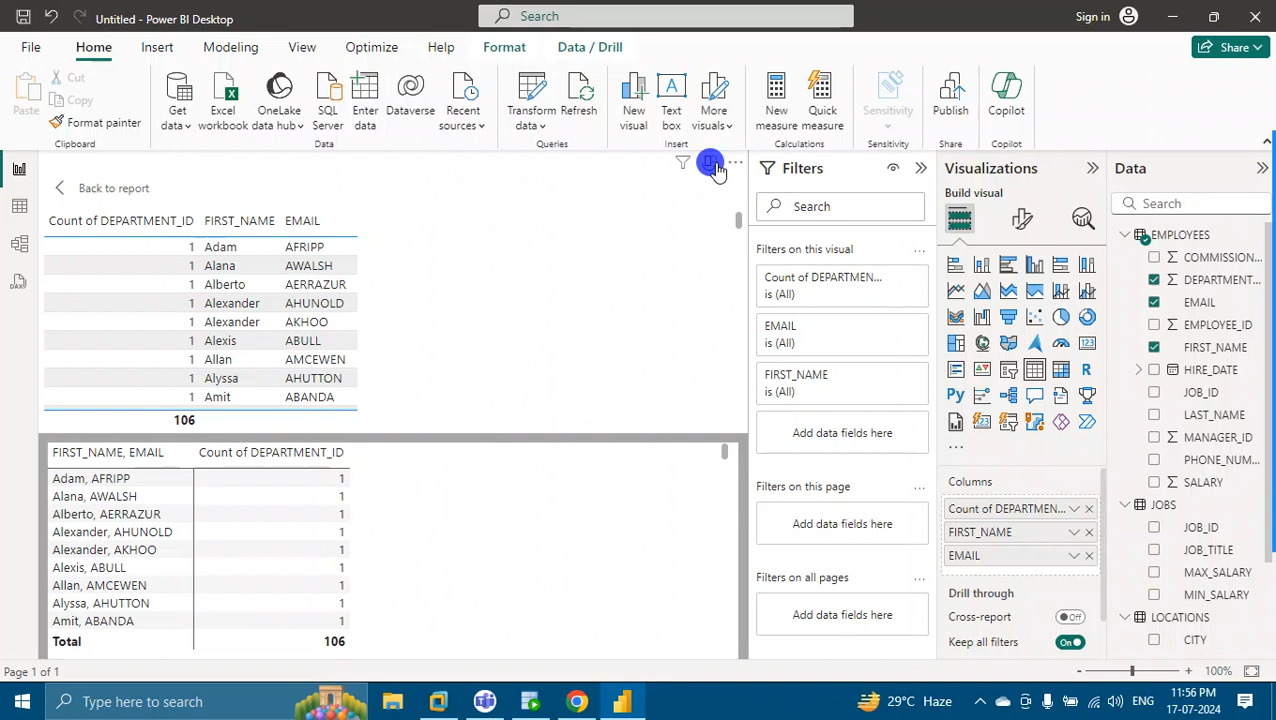 Untitled - Power BI Desktop
Search
Sign in
File
Home
Insert
Modeling
View
Optimize
Help
Format
Data / Drill
Share
Paste
Cut
Copy
Format painter
Get data
Excel workbook
OneLake data hub
SQL Server
Enter data
Dataverse
Recent sources
Transform data
Refresh
New visual
Text box
More visuals
New measure
Quick measure
Sensitivity
Publish
Copilot
Clipboard
Data
Queries
Insert
Calculations
Sensitivity
Share
Copilot
Back to report
Count of DEPARTMENT_ID FIRST_NAME EMAIL
1 Adam AFRIPP
1 Alana AWALSH
1 Alberto AERRAZUR
1 Alexander AHUNOLD
1 Alexander AKHOO
1 Alexis ABULL
1 Allan AMCEWEN
1 Alyssa AHUTTON
1 Amit ABANDA
106
FIRST_NAME, EMAIL Count of DEPARTMENT_ID
Adam, AFRIPP 1
Alana, AWALSH 1
Alberto, AERRAZUR 1
Alexander, AHUNOLD 1
Alexander, AKHOO 1
Alexis, ABULL 1
Allan, AMCEWEN 1
Alyssa, AHUTTON 1
Amit, ABANDA 1
Total 106
Filters
Search
Filters on this visual
Count of DEPARTMEN...
is (All)
EMAIL
is (All)
FIRST_NAME
is (All)
Add data fields here
Filters on this page
Add data fields here
Filters on all pages
Add data fields here
Visualizations
Build visual
123
R
Py
Columns
Count of DEPARTMEN...
FIRST_NAME
EMAIL
Drill through
Cross-report Off
Keep all filters On
Data
Search
EMPLOYEES
COMMISSION...
DEPARTMENT...
EMAIL
EMPLOYEE_ID
FIRST_NAME
HIRE_DATE
JOB_ID
LAST_NAME
MANAGER_ID
PHONE_NUM...
SALARY
JOBS
JOB_ID
JOB_TITLE
MAX_SALARY
MIN_SALARY
LOCATIONS
CITY
Page 1 of 1
- + 100%
Type here to search
29°C Haze
ENG
11:56 PM
17-07-2024